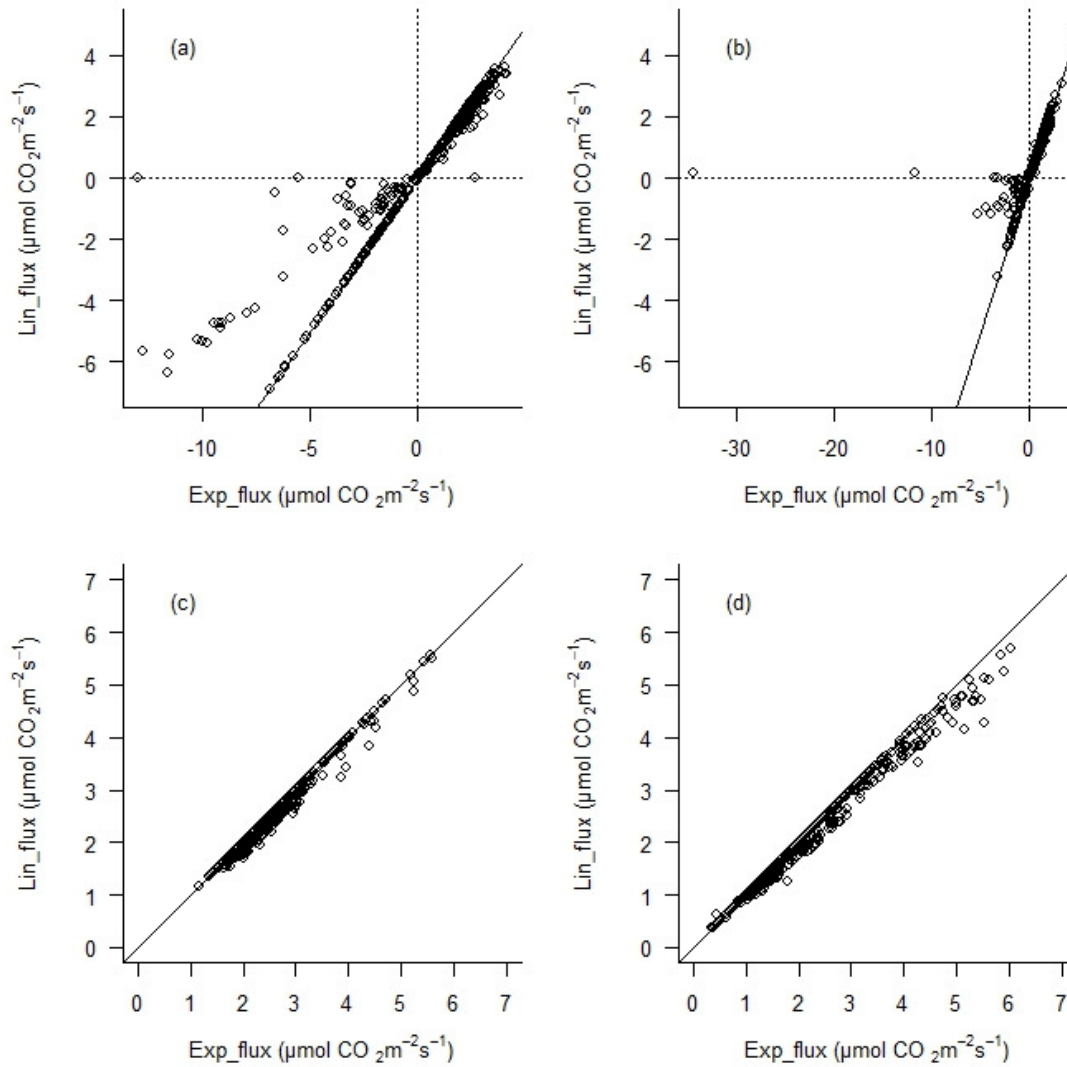 (a)
Lin_flux (μmol CO₂m⁻²s⁻¹)
4
2
0
-2
-4
-6
-10 -5 0
Exp_flux (μmol CO ₂m⁻²s⁻¹)
(b)
Lin_flux (μmol CO₂m⁻²s⁻¹)
4
2
0
-2
-4
-6
-30 -20 -10 0
Exp_flux (μmol CO ₂m⁻²s⁻¹)
(c)
Lin_flux (μmol CO₂m⁻²s⁻¹)
7
6
5
4
3
2
1
0
0 1 2 3 4 5 6 7
Exp_flux (μmol CO ₂m⁻²s⁻¹)
(d)
Lin_flux (μmol CO₂m⁻²s⁻¹)
7
6
5
4
3
2
1
0
0 1 2 3 4 5 6 7
Exp_flux (μmol CO ₂m⁻²s⁻¹)